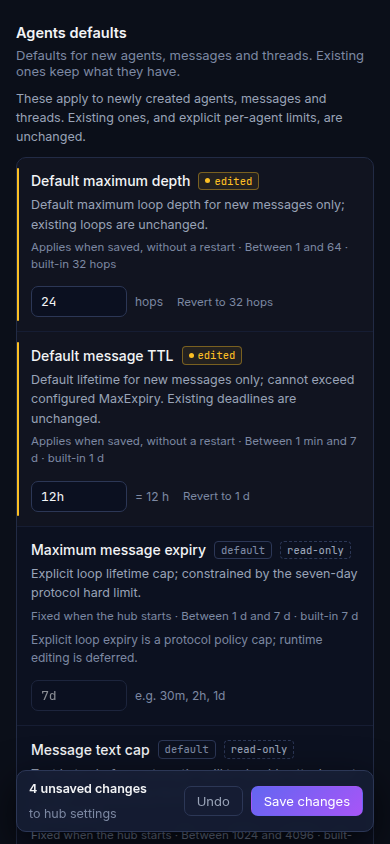 Agents defaults
Defaults for new agents, messages and threads. Existing
ones keep what they have.
These apply to newly created agents, messages and
threads. Existing ones, and explicit per-agent limits, are
unchanged.
Default maximum depth edited
Default maximum loop depth for new messages only;
existing loops are unchanged.
Applies when saved, without a restart · Between 1 and 64 ·
built-in 32 hops
24 hops Revert to 32 hops
Default message TTL edited
Default lifetime for new messages only; cannot exceed
configured MaxExpiry. Existing deadlines are
unchanged.
Applies when saved, without a restart · Between 1 min and 7
d · built-in 1 d
12h = 12 h Revert to 1 d
Maximum message expiry default read-only
Explicit loop lifetime cap; constrained by the seven-day
protocol hard limit.
Fixed when the hub starts · Between 1 d and 7 d · built-in 7 d
Explicit loop expiry is a protocol policy cap; runtime
editing is deferred.
7d e.g. 30m, 2h, 1d
Message text cap default read-only
4 unsaved changes
to hub settings
Undo Save changes
Fixed when the hub starts · Between 1024 and 4096 · built-